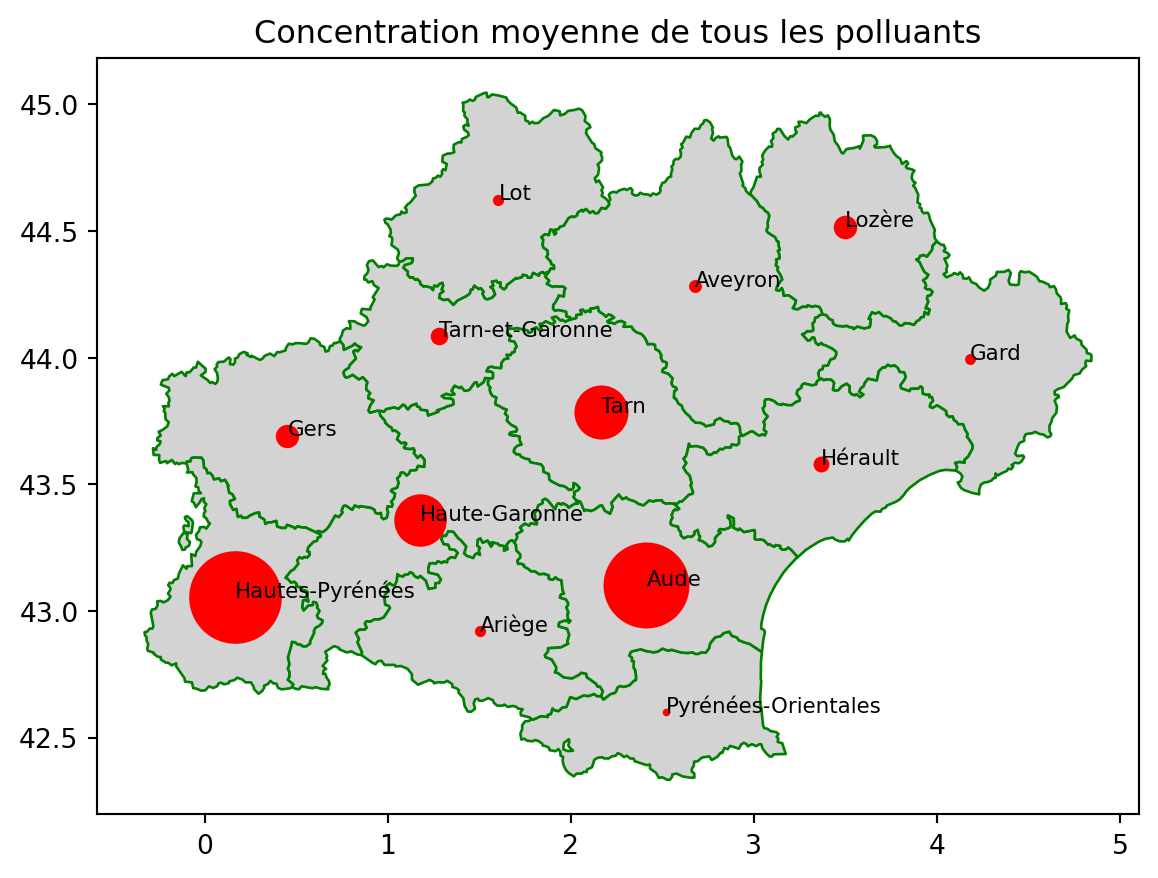 Concentration moyenne de tous les polluants
45.0
44.5
44.0
43.5
43.0
42.5
Lot
Lozère
Aveyron
Tarn-et-Garonne
Gard
Tarn
Gers
Hérault
Haute-Garonne
Aude
Hautes-Pyrénées
Ariège
Pyrénées-Orientales
0 1 2 3 4 5